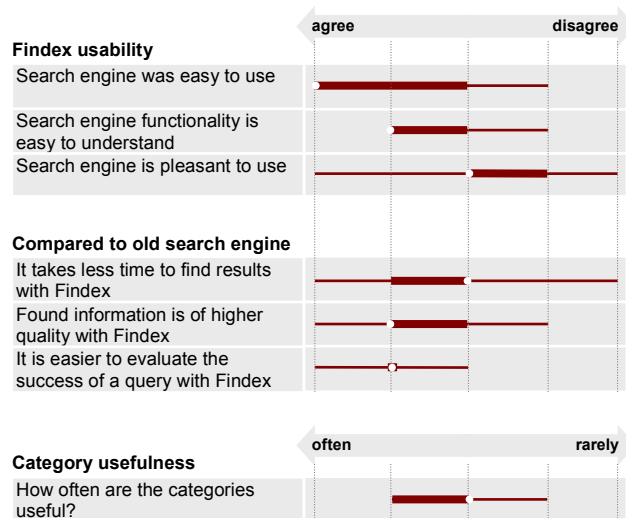 agree disagree
Findex usability
Search engine was easy to use
Search engine functionality is
easy to understand
Search engine is pleasant to use
Compared to old search engine
It takes less time to find results
with Findex
Found information is of higher
quality with Findex
It is easier to evaluate the
success of a query with Findex
often rarely
Category usefulness
How often are the categories
useful?